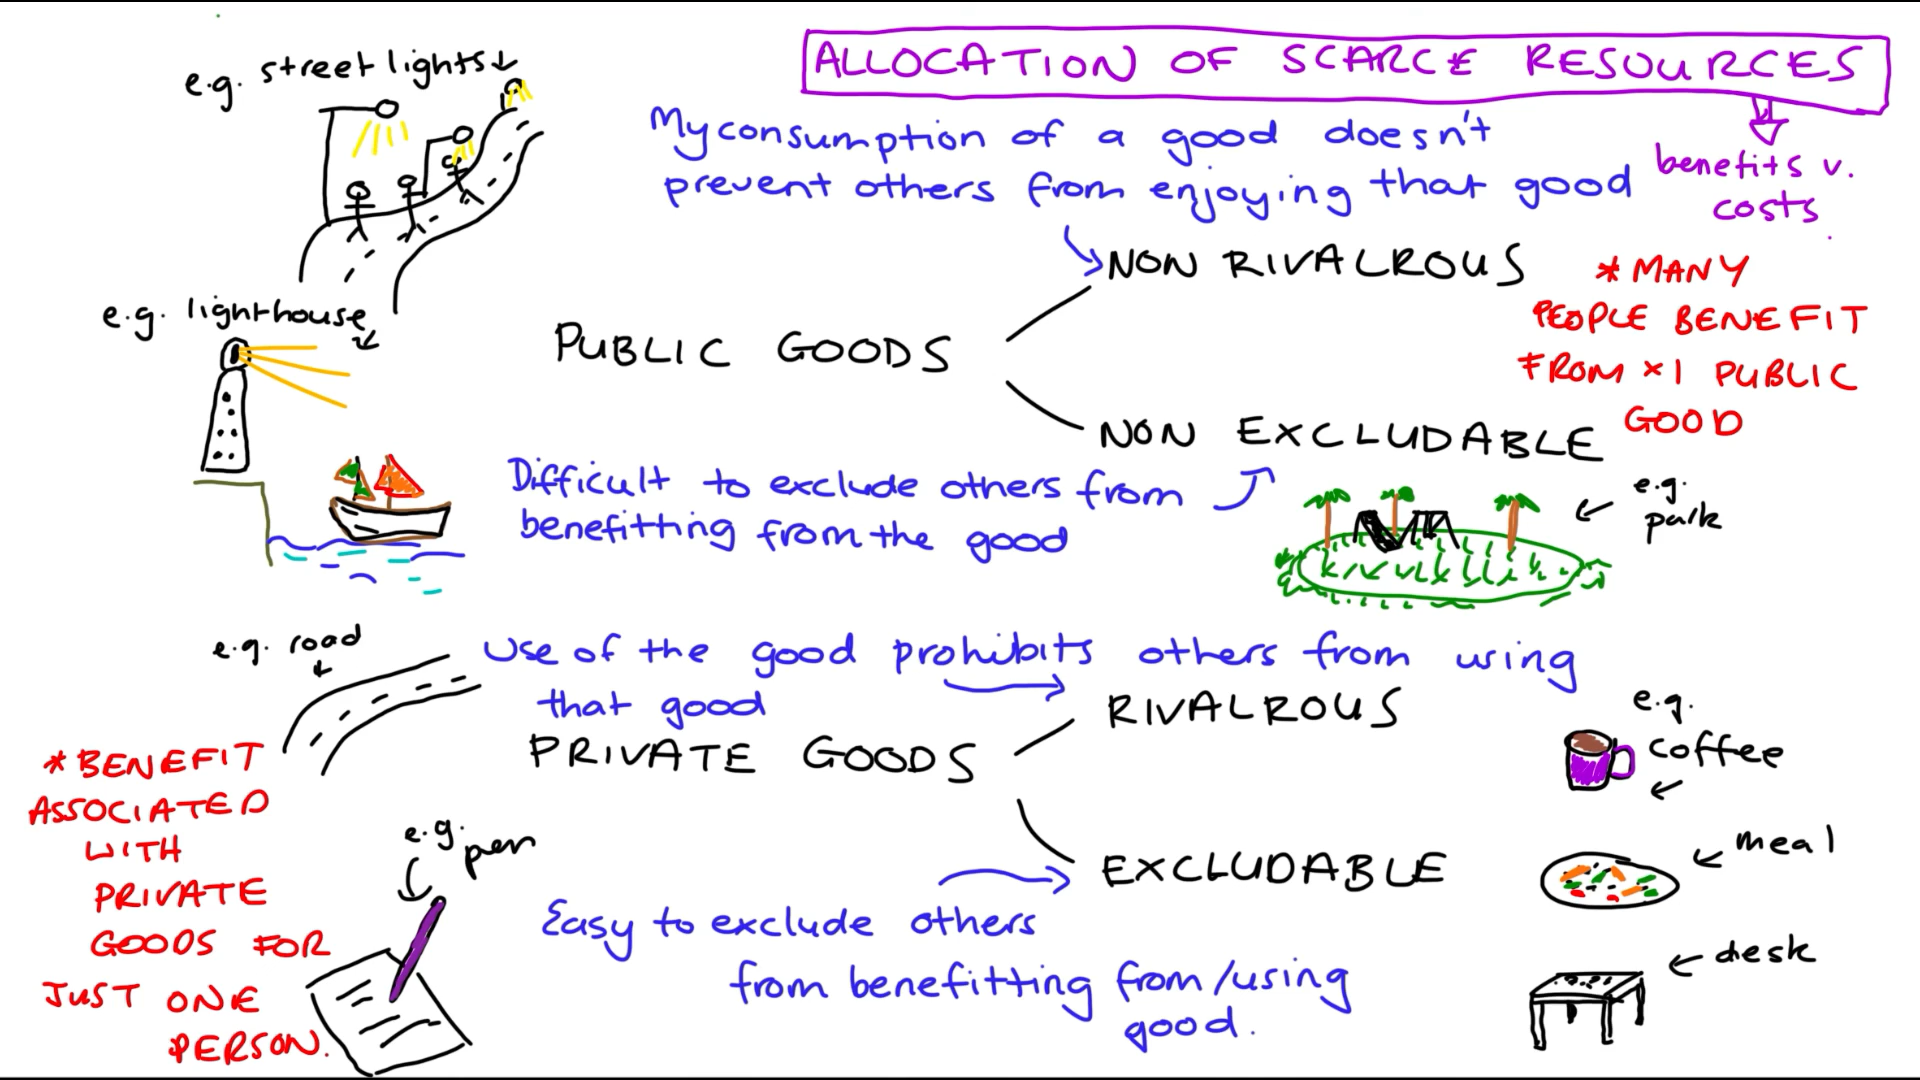 ALLOCATION OF SCARCE RESOURCES
benefits v.
costs
e.g. street lights
My consumption of a good doesn't
prevent others from enjoying that good
NON RIVALROUS
* MANY
PEOPLE BENEFIT
FROM x1 PUBLIC
GOOD
e.g. lighthouse
PUBLIC GOODS
NON EXCLUDABLE
Difficult to exclude others from
benefitting from the good
e.g.
park
e.g. road
Use of the good prohibits others from using
that good
RIVALROUS
PRIVATE GOODS
e.g.
coffee
* BENEFIT
ASSOCIATED
WITH
PRIVATE
GOODS FOR
JUST ONE
PERSON.
e.g.
pen
EXCLUDABLE
meal
Easy to exclude others
from benefitting from/using
good.
desk